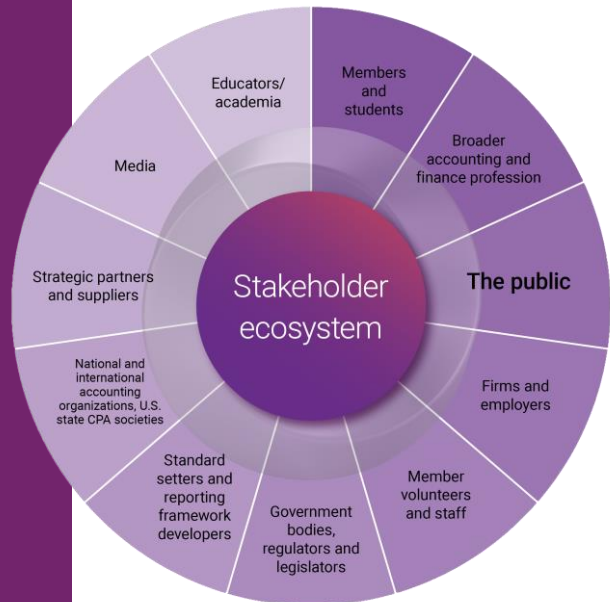 Stakeholder
ecosystem
Members
and
students
Broader
accounting and
finance profession
The public
Firms and
employers
Member
volunteers
and staff
Government
bodies,
regulators and
legislators
Standard
setters and
reporting
framework
developers
National and
international
accounting
organizations, U.S.
state CPA societies
Strategic partners
and suppliers
Media
Educators/
academia